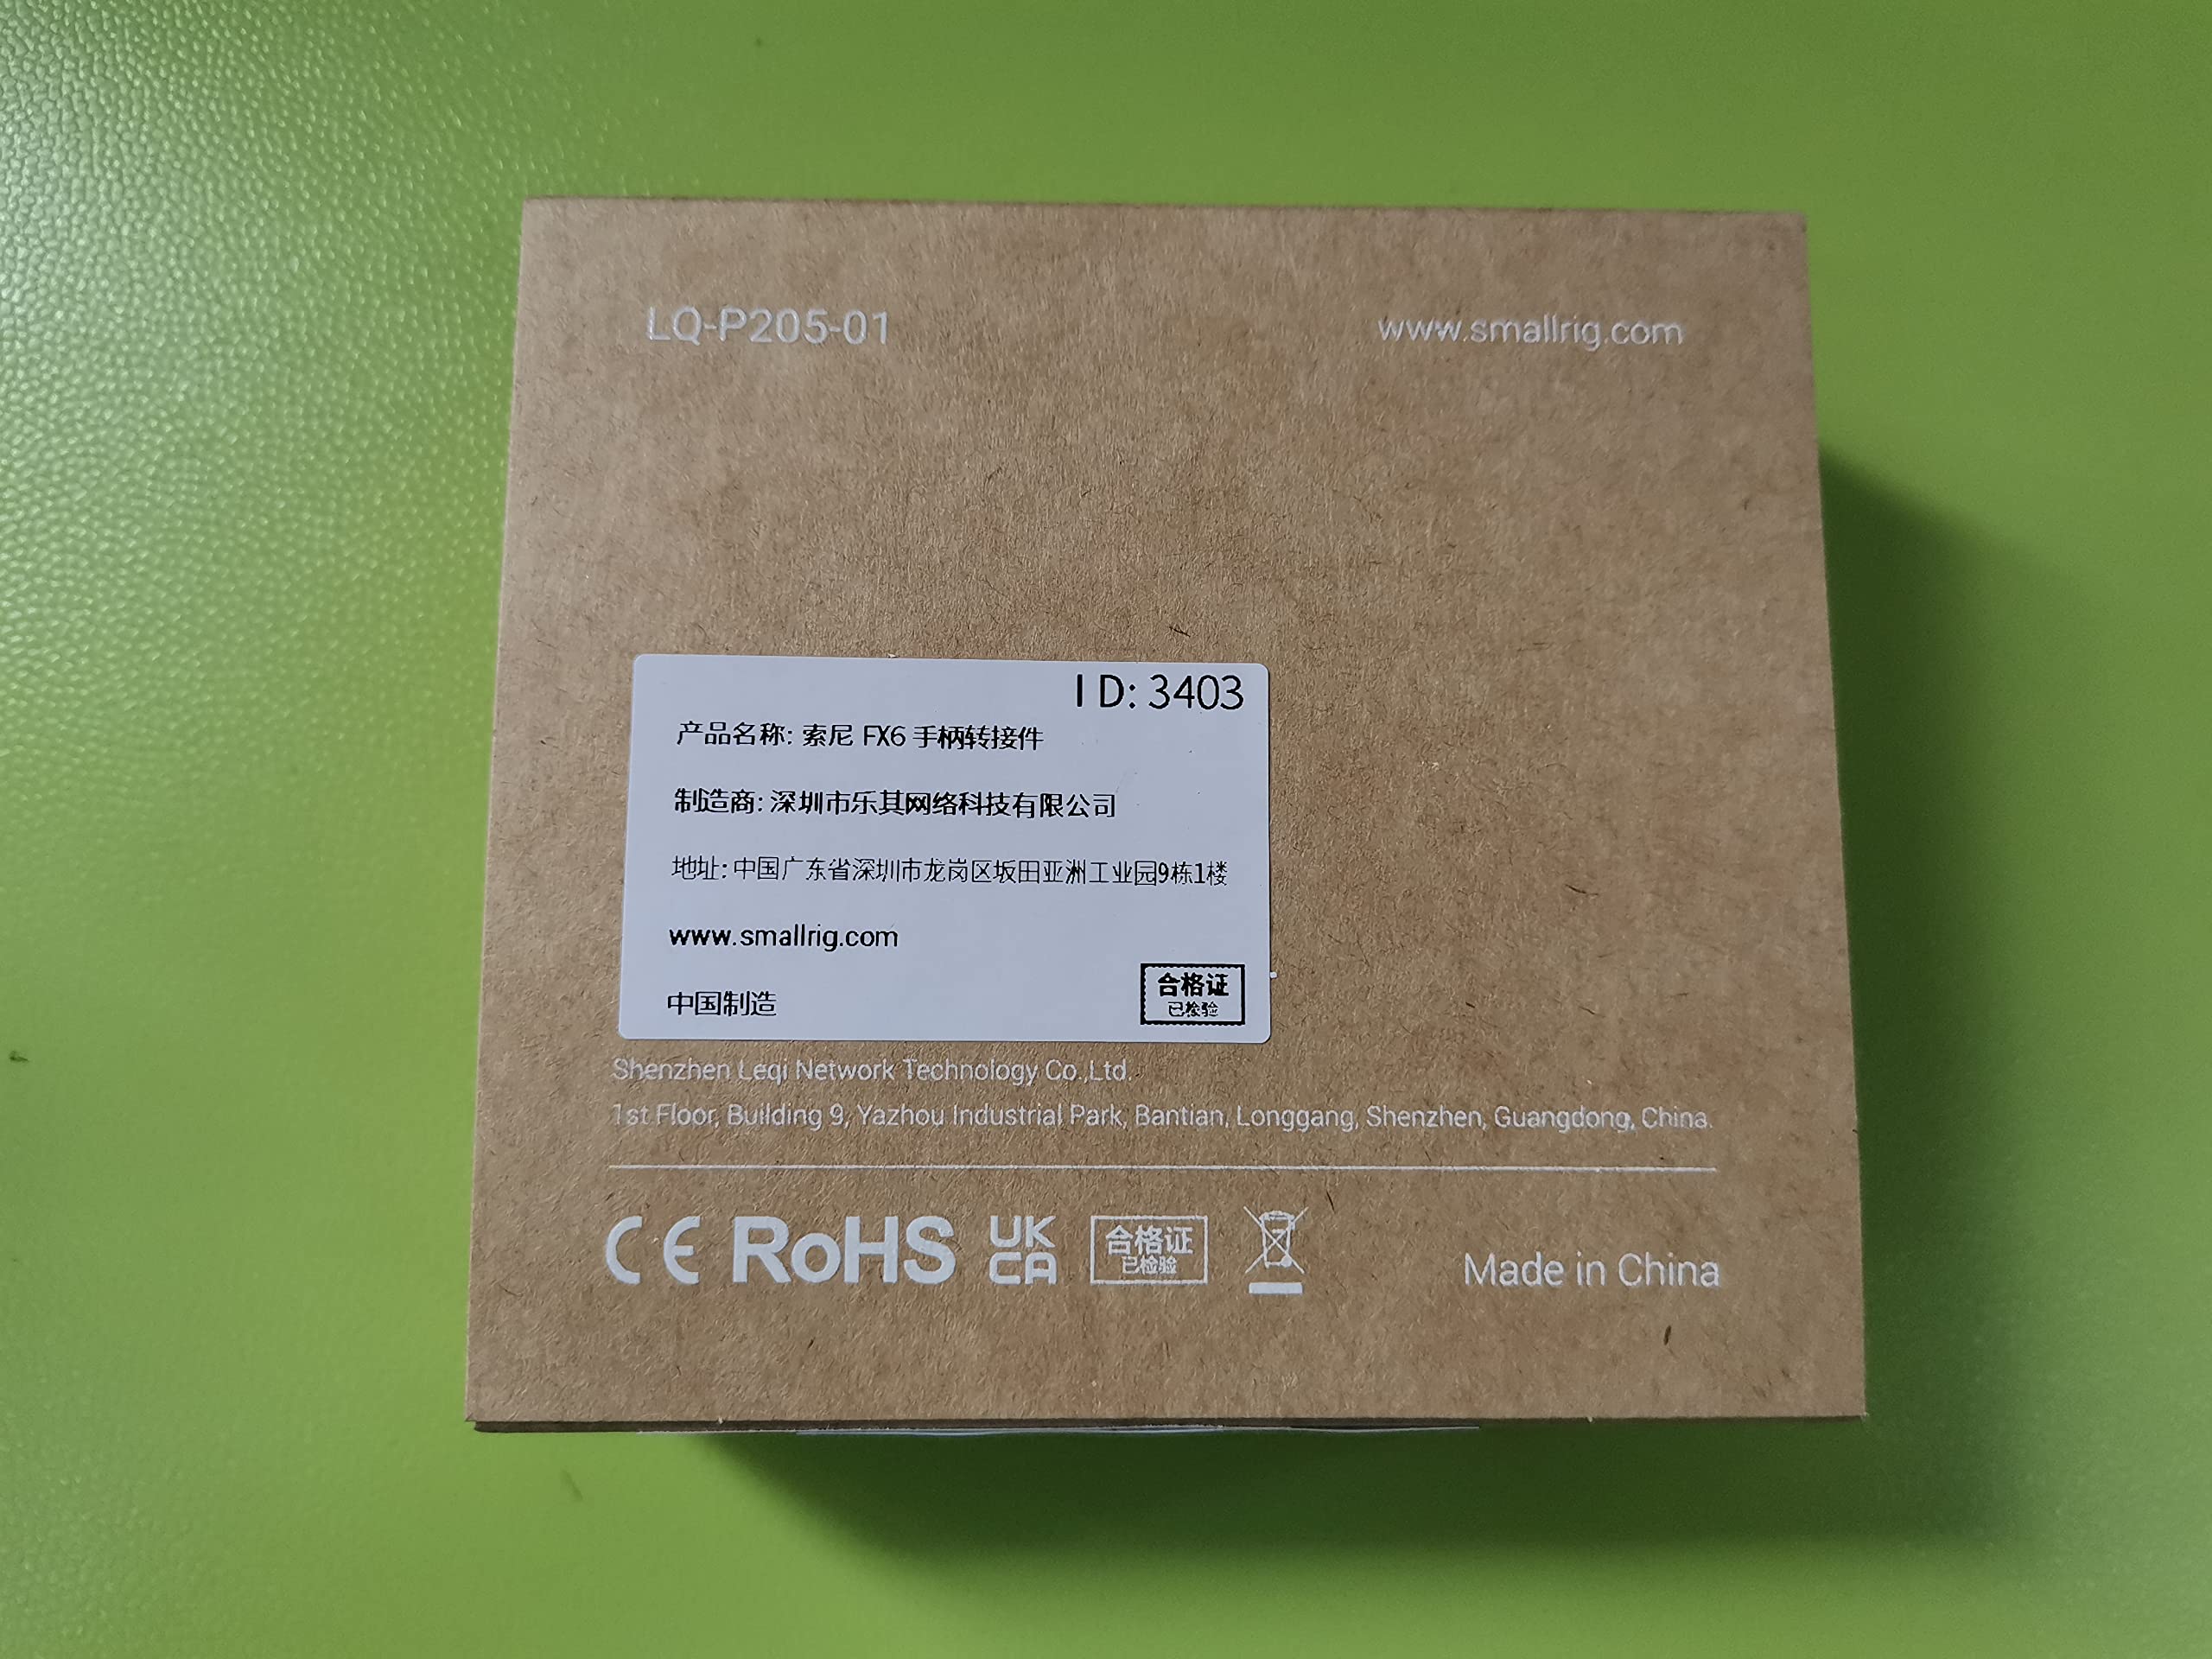 LQ-P205-01
www.smallrig.com
ID: 3403
产品名称: 索尼 FX6 手柄转接件
制造商: 深圳市乐其网络科技有限公司
地址: 中国广东省深圳市龙岗区坂田亚洲工业园9栋1楼
www.smallrig.com
中国制造
合格证
已检验
Shenzhen Leqi Network Technology Co.,Ltd.
1st Floor, Building 9, Yazhou Industrial Park, Bantian, Longgang, Shenzhen, Guangdong, China.
CE RoHS UK
CA
合格证
已检验
Made in China